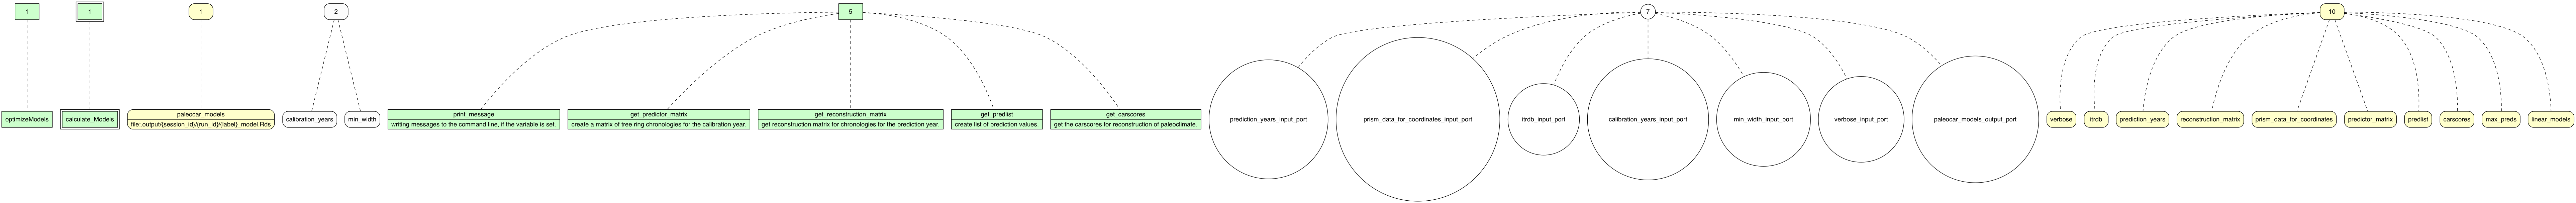 1
1
1
2
5
7
10
optimizeModels
calculate_Models
paleocar_models
file:.output/{session_id}/{run_id}/{label}_model.Rds
calibration_years
min_width
print_message
writing messages to the command line, if the variable is set.
get_predictor_matrix
create a matrix of tree ring chronologies for the calibration year.
get_reconstruction_matrix
get reconstruction matrix for chronologies for the prediction year.
get_predlist
create list of prediction values.
get_carscores
get the carscores for reconstruction of paleoclimate.
prediction_years_input_port
prism_data_for_coordinates_input_port
itrdb_input_port
calibration_years_input_port
min_width_input_port
verbose_input_port
paleocar_models_output_port
verbose
itrdb
prediction_years
reconstruction_matrix
prism_data_for_coordinates
predictor_matrix
predlist
carscores
max_preds
linear_models